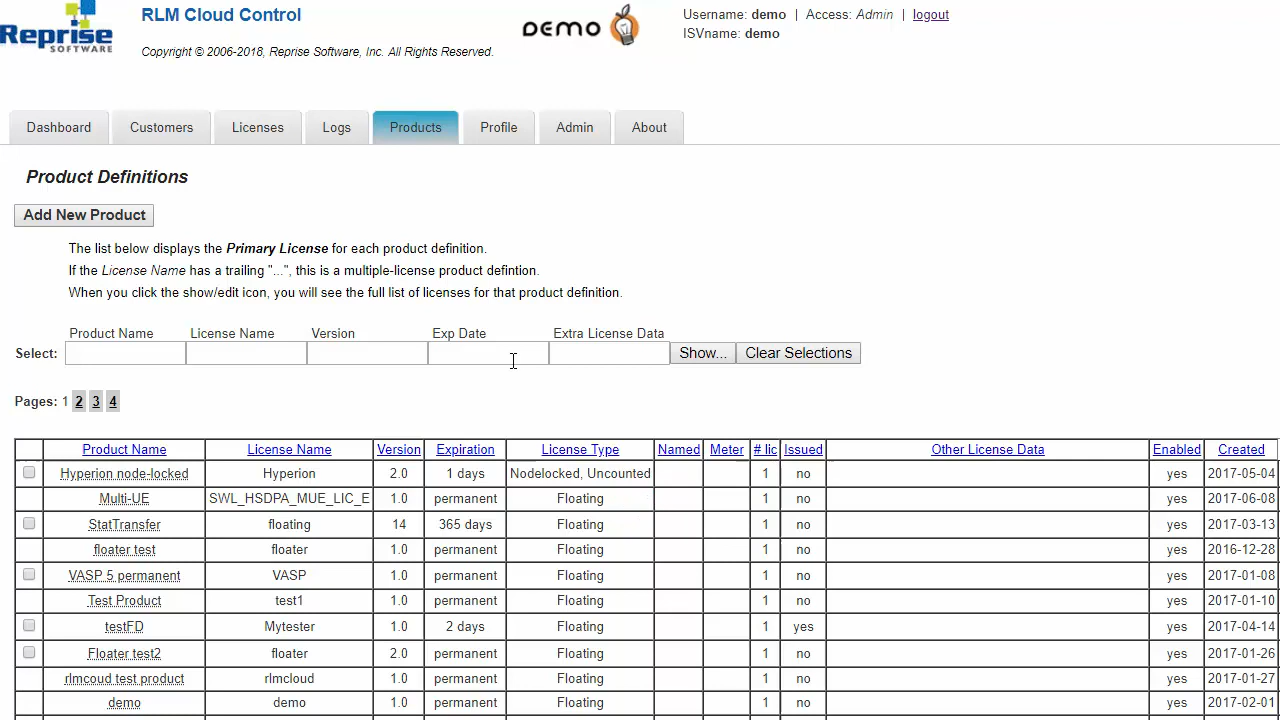 Reprise
SOFTWARE
RLM Cloud Control
Copyright © 2006-2018, Reprise Software, Inc. All Rights Reserved.
DEMO
Username: demo | Access: Admin | logout
ISVname: demo
Dashboard Customers Licenses Logs Products Profile Admin About
Product Definitions
Add New Product
The list below displays the Primary License for each product definition.
If the License Name has a trailing "...", this is a multiple-license product defintion.
When you click the show/edit icon, you will see the full list of licenses for that product definition.
Product Name License Name Version Exp Date Extra License Data
Select: Show... Clear Selections
Pages: 1 2 3 4
Product Name License Name Version Expiration License Type Named Meter # lic Issued Other License Data Enabled Created
Hyperion node-locked Hyperion 2.0 1 days Nodelocked, Uncounted 1 no yes 2017-05-04
Multi-UE SWL_HSDPA_MUE_LIC_E 1.0 permanent Floating 1 no yes 2017-06-08
StatTransfer floating 14 365 days Floating 1 no yes 2017-03-13
floater test floater 1.0 permanent Floating 1 no yes 2016-12-28
VASP 5 permanent VASP 1.0 permanent Floating 1 no yes 2017-01-08
Test Product test1 1.0 permanent Floating 1 no yes 2017-01-10
testFD Mytester 1.0 2 days Floating 1 yes yes 2017-04-14
Floater test2 floater 2.0 permanent Floating 1 no yes 2017-01-26
rlmcoud test product rlmcloud 1.0 permanent Floating 1 no yes 2017-01-27
demo demo 1.0 permanent Floating 1 no yes 2017-02-01